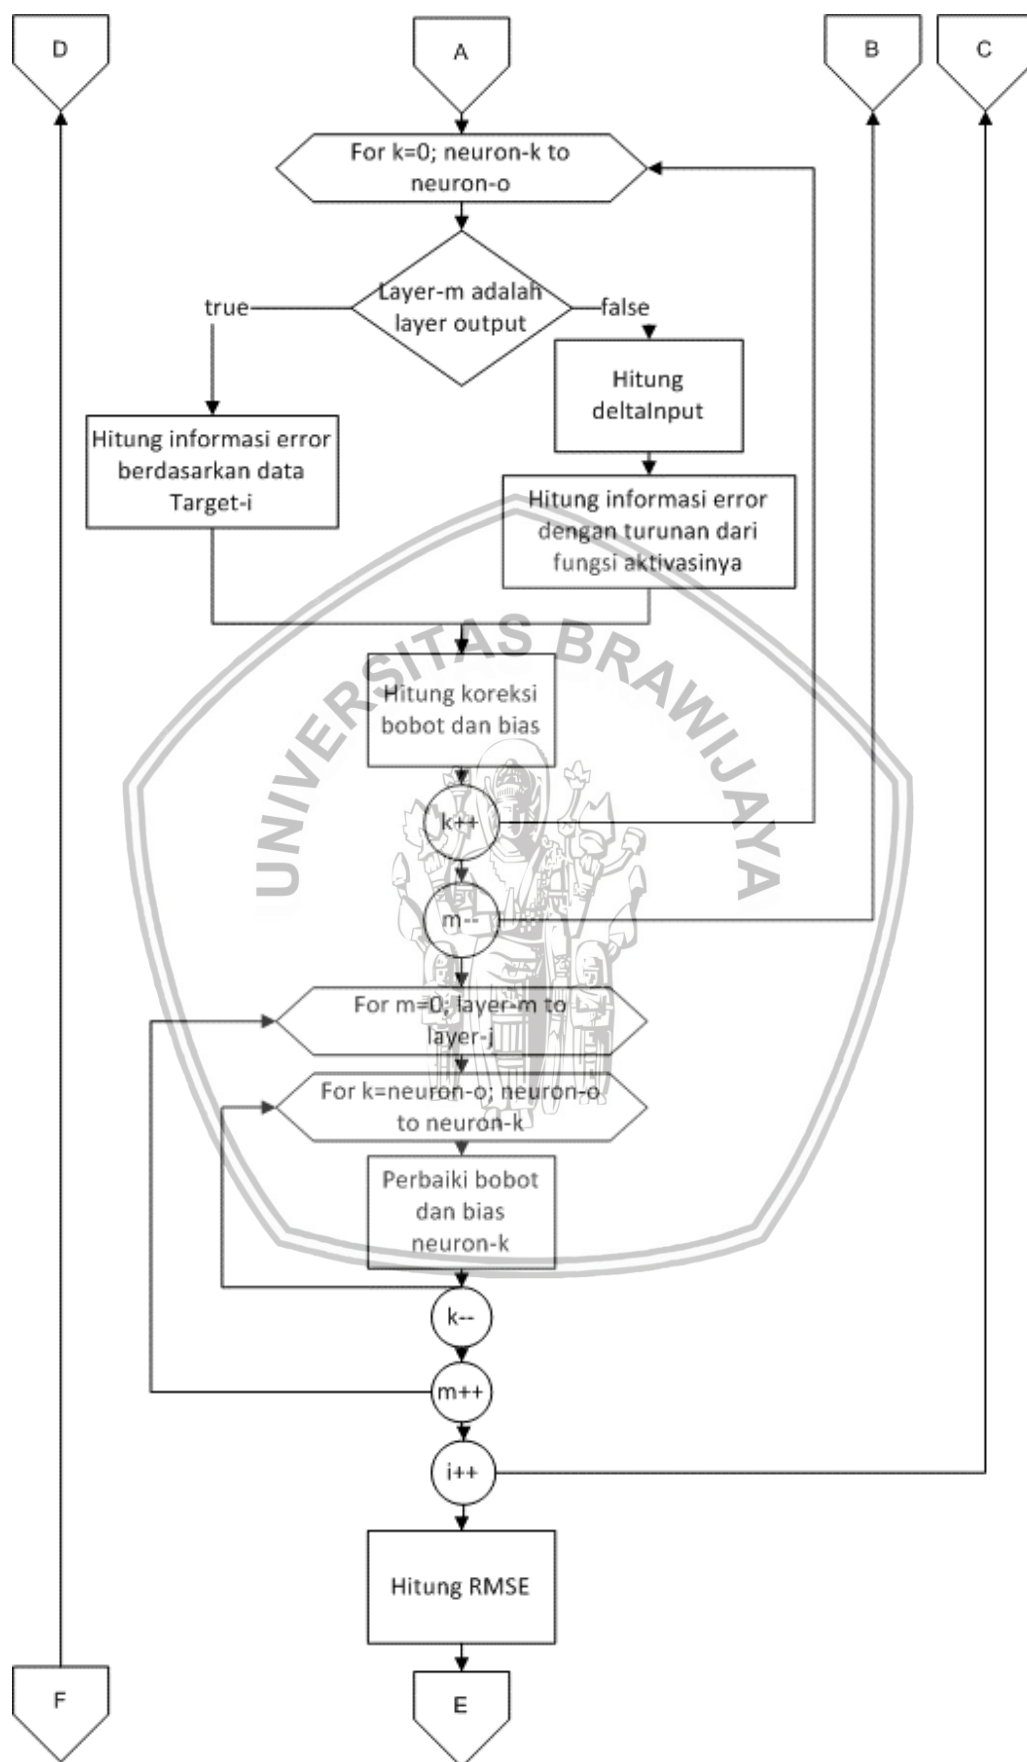 D
A
B
C
For k=0; neuron-k to
neuron-o
Layer-m adalah
layer output
true
false
Hitung
deltaInput
Hitung informasi error
berdasarkan data
Target-i
Hitung informasi error
dengan turunan dari
fungsi aktivasinya
UNIVERSITAS BRAWIJAYA
Hitung koreksi
bobot dan bias
k++
m--
For m=0; layer-m to
layer-j
For k=neuron-o; neuron-o
to neuron-k
Perbaiki bobot
dan bias
neuron-k
k--
m++
i++
Hitung RMSE
F
E